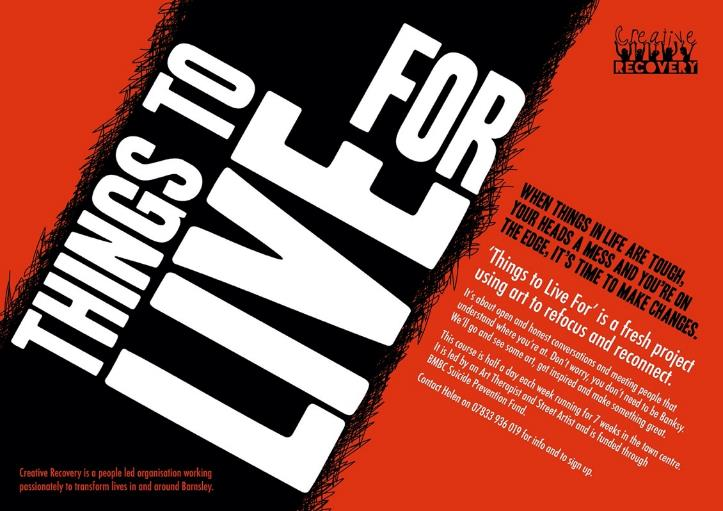 THINGS TO
LIVE
FOR
Creative
RECOVERY
WHEN THINGS IN LIFE ARE TOUGH,
YOUR HEADS A MESS AND YOU'RE ON
THE EDGE, IT'S TIME TO MAKE CHANGES.
'Things to Live For' is a fresh project
using art to refocus and reconnect.
It's about open and honest conversations and meeting people that
understand where you're at. Don't worry, you don't need to be Banksy.
We'll go and see some art, get inspired and make something great.
This course is half a day each week running for 7 weeks in the town centre.
It is led by an Art Therapist and Street Artist and is funded through
BMBC Suicide Prevention Fund.
Contact Helen on 07833 936 019 for info and to sign up.
Creative Recovery is a people led organisation working
passionately to transform lives in and around Barnsley.